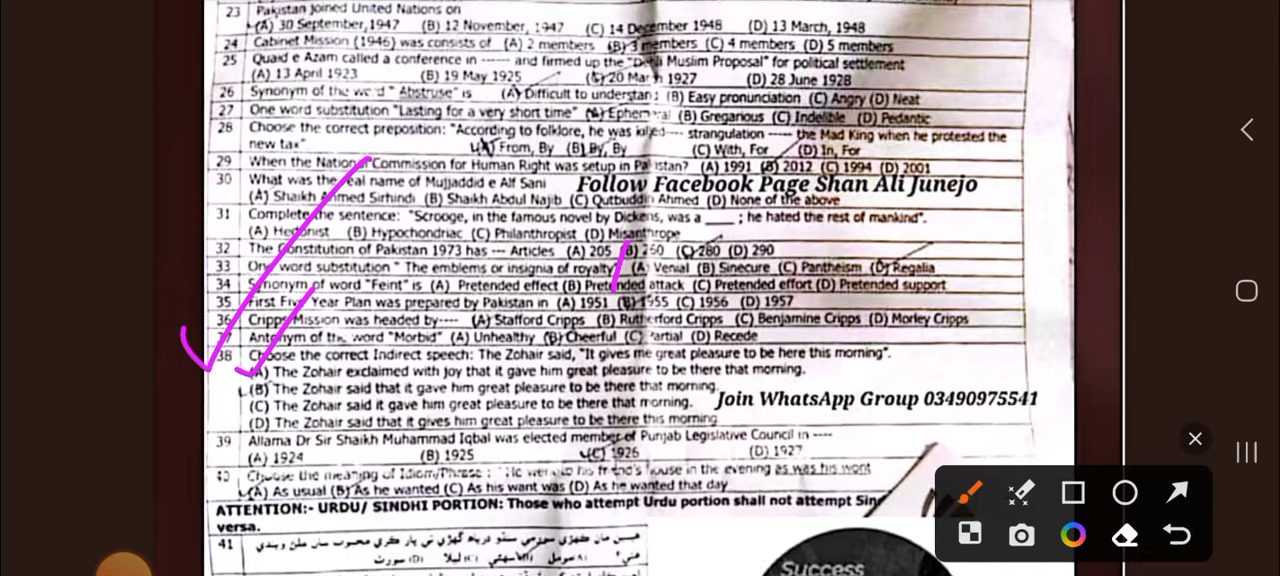 23 Pakistan joined United Nations on
(A) 30 September,1947 (B) 12 November, 1947 (C) 14 December 1948 (D) 13 March, 1948
24 Cabinet Mission (1946) was consists of (A) 2 members (B) 3 members (C) 4 members (D) 5 members
25 Quaid e Azam called a conference in ------ and firmed up the "Delhi Muslim Proposal" for political settlement
(A) 13 April 1923 (B) 19 May 1925 (C) 20 March 1927 (D) 28 June 1928
26 Synonym of the word " Abstruse" is (A) Difficult to understand (B) Easy pronunciation (C) Angry (D) Neat
27 One word substitution "Lasting for a very short time" (A) Ephemeral (B) Gregarious (C) Indelible (D) Pedantic
28 Choose the correct preposition: "According to folklore, he was killed---- strangulation ----- the Mad King when he protested the
new tax" (A) From, By (B) By, By (C) With, For (D) In, For
29 When the National Commission for Human Right was setup in Pakistan? (A) 1991 (B) 2012 (C) 1994 (D) 2001
30 What was the real name of Mujjaddid e Alf Sani Follow Facebook Page Shan Ali Junejo
(A) Shaikh Ahmed Sirhindi (B) Shaikh Abdul Najib (C) Qutbuddin Ahmed (D) None of the above
31 Complete the sentence: "Scrooge, in the famous novel by Dickens, was a ____ ; he hated the rest of mankind".
(A) Hedonist (B) Hypochondriac (C) Philanthropist (D) Misanthrope
32 The Constitution of Pakistan 1973 has --- Articles (A) 205 (B) 260 (C) 280 (D) 290
33 One word substitution " The emblems or insignia of royalty" (A) Venial (B) Sinecure (C) Pantheism (D) Regalia
34 Synonym of word "Feint" is (A) Pretended effect (B) Pretended attack (C) Pretended effort (D) Pretended support
35 First Five Year Plan was prepared by Pakistan in (A) 1951 (B) 1955 (C) 1956 (D) 1957
36 Cripps Mission was headed by---- (A) Stafford Cripps (B) Rutherford Cripps (C) Benjamine Cripps (D) Morley Cripps
37 Antonym of the word "Morbid" (A) Unhealthy (B) Cheerful (C) Partial (D) Recede
38 Choose the correct Indirect speech: The Zohair said, "It gives me great pleasure to be here this morning".
(A) The Zohair exclaimed with joy that it gave him great pleasure to be there that morning.
(B) The Zohair said that it gave him great pleasure to be there that morning.
(C) The Zohair said it gave him great pleasure to be there that morning. Join WhatsApp Group 03490975541
(D) The Zohair said that it gives him great pleasure to be there this morning
39 Allama Dr Sir Shaikh Muhammad Iqbal was elected member of Punjab Legislative Council in ----
(A) 1924 (B) 1925 (C) 1926 (D) 1927
40 Choose the meaning of Idiom/Phrase : "He went to his friend's house in the evening as was his wont
(A) As usual (B) As he wanted (C) As his want was (D) As he wanted that day
ATTENTION:- URDU/ SINDHI PORTION: Those who attempt Urdu portion shall not attempt
versa.
41
Success